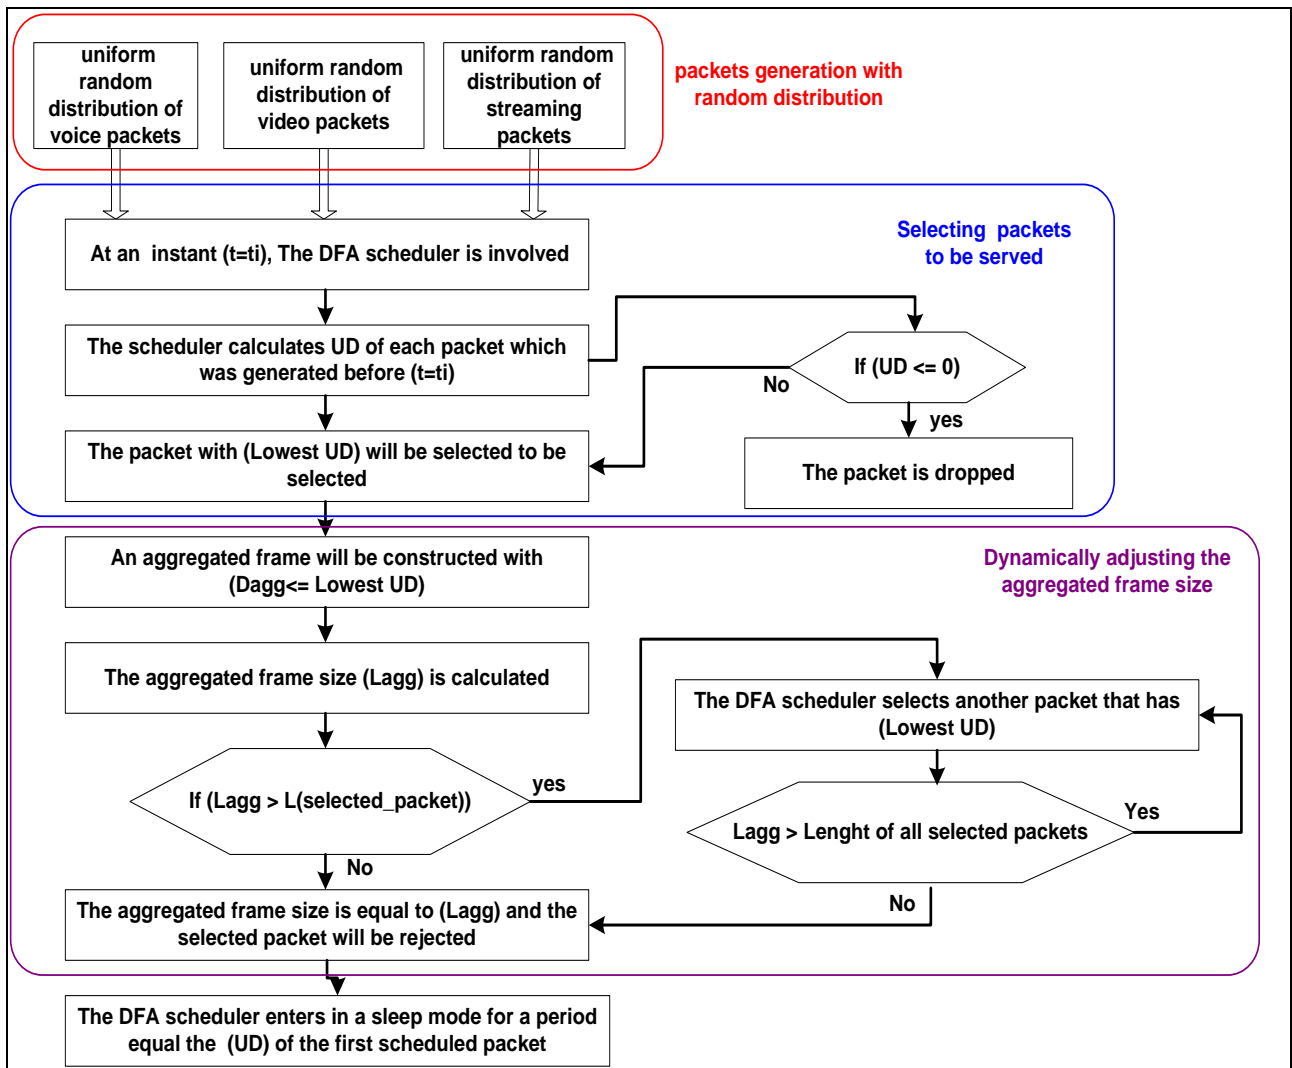 uniform
random
distribution of
voice packets
uniform random
distribution of
video packets
uniform random
distribution of
streaming
packets
packets generation with
random distribution
At an instant (t=ti), The DFA scheduler is involved
Selecting packets
to be served
The scheduler calculates UD of each packet which
was generated before (t=ti)
If (UD <= 0)
No
yes
The packet with (Lowest UD) will be selected to be
selected
The packet is dropped
An aggregated frame will be constructed with
(Dagg<= Lowest UD)
Dynamically adjusting the
aggregated frame size
The aggregated frame size (Lagg) is calculated
The DFA scheduler selects another packet that has
(Lowest UD)
If (Lagg > L(selected_packet))
yes
Lagg > Lenght of all selected packets
Yes
No
No
The aggregated frame size is equal to (Lagg) and the
selected packet will be rejected
The DFA scheduler enters in a sleep mode for a period
equal the (UD) of the first scheduled packet